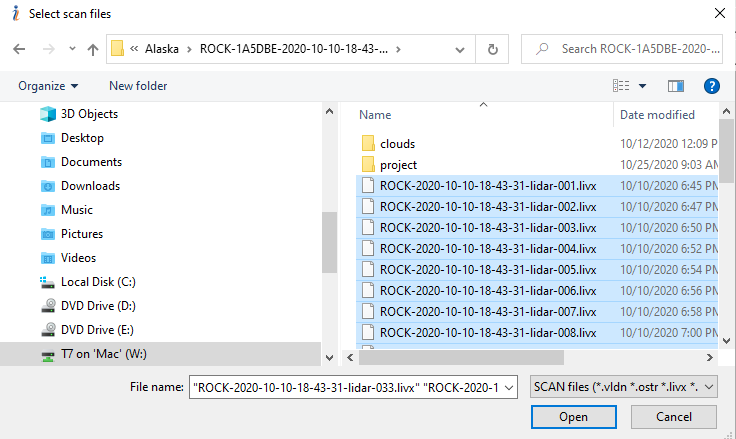 Select scan files
« Alaska › ROCK-1A5DBE-2020-10-10-18-43-... ›
Search ROCK-1A5DBE-2020-...
Organize New folder
3D Objects
Desktop
Documents
Downloads
Music
Pictures
Videos
Local Disk (C:)
DVD Drive (D:)
DVD Drive (E:)
T7 on 'Mac' (W:)
Name Date modified
clouds 10/12/2020 12:09 P
project 10/25/2020 9:03 AM
ROCK-2020-10-10-18-43-31-lidar-001.livx 10/10/2020 6:45 PM
ROCK-2020-10-10-18-43-31-lidar-002.livx 10/10/2020 6:47 PM
ROCK-2020-10-10-18-43-31-lidar-003.livx 10/10/2020 6:50 PM
ROCK-2020-10-10-18-43-31-lidar-004.livx 10/10/2020 6:52 PM
ROCK-2020-10-10-18-43-31-lidar-005.livx 10/10/2020 6:54 PM
ROCK-2020-10-10-18-43-31-lidar-006.livx 10/10/2020 6:56 PM
ROCK-2020-10-10-18-43-31-lidar-007.livx 10/10/2020 6:58 PM
ROCK-2020-10-10-18-43-31-lidar-008.livx 10/10/2020 7:00 PM
File name: "ROCK-2020-10-10-18-43-31-lidar-033.livx" "ROCK-2020-1
SCAN files (*.vldn *.ostr *.livx *.
Open Cancel